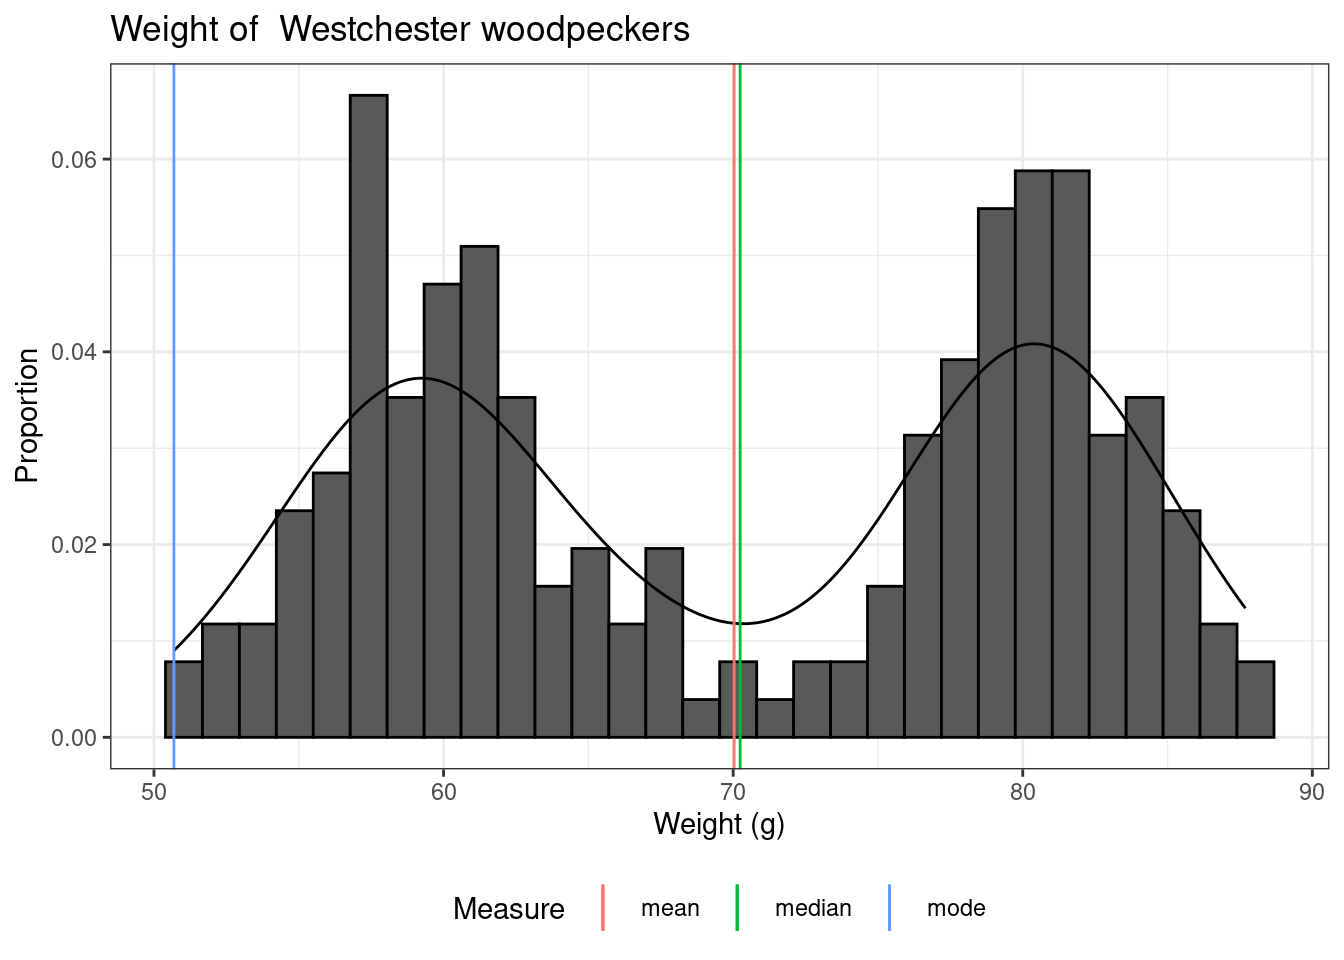 Weight of  Westchester woodpeckers
0.06
0.04
0.02
0.00
Proportion
50 60 70 80 90
Weight (g)
Measure mean median mode